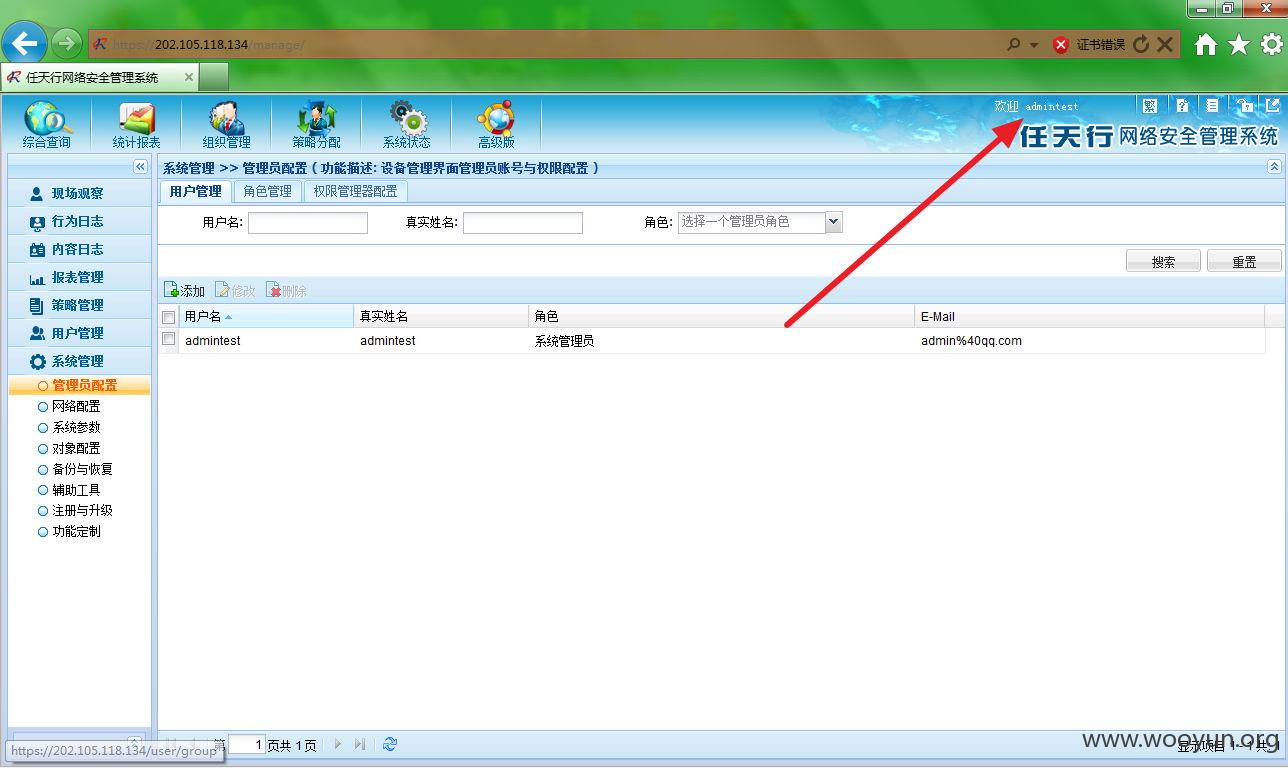 https://202.105.118.134/manage/
证书错误
任天行网络安全管理系统
综合查询 统计报表 组织管理 策略分配 系统状态 高级版
欢迎 admintest
任天行网络安全管理系统
系统管理 >> 管理员配置 ( 功能描述: 设备管理界面管理员账号与权限配置 )
用户管理 角色管理 权限管理器配置
用户名: 真实姓名: 角色: 选择一个管理员角色
搜索 重置
添加 修改 删除
用户名 真实姓名 角色 E-Mail
admintest admintest 系统管理员 admin%40qq.com
现场观察
行为日志
内容日志
报表管理
策略管理
用户管理
系统管理
管理员配置
网络配置
系统参数
对象配置
备份与恢复
辅助工具
注册与升级
功能定制
第 1 页共 1 页
显示项目 1 - 1 共
https://202.105.118.134/user/group
www.wooyun.org